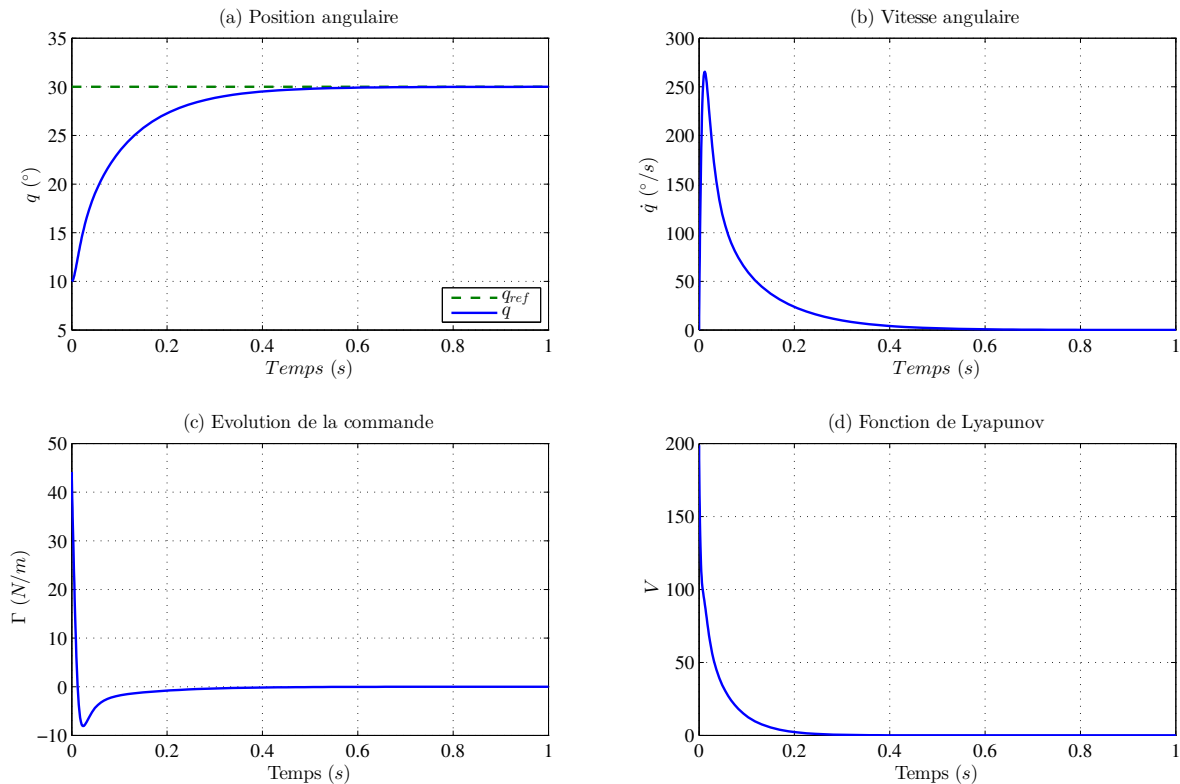 (a) Position angulaire
35
30
25
20
15
10
5
q (°)
0 0.2 0.4 0.6 0.8 1
Temps (s)
q_ref
q
(b) Vitesse angulaire
300
250
200
150
100
50
0
q̇ (°/s)
0 0.2 0.4 0.6 0.8 1
Temps (s)
(c) Evolution de la commande
50
40
30
20
10
0
−10
Γ (N/m)
0 0.2 0.4 0.6 0.8 1
Temps (s)
(d) Fonction de Lyapunov
200
150
100
50
0
V
0 0.2 0.4 0.6 0.8 1
Temps (s)